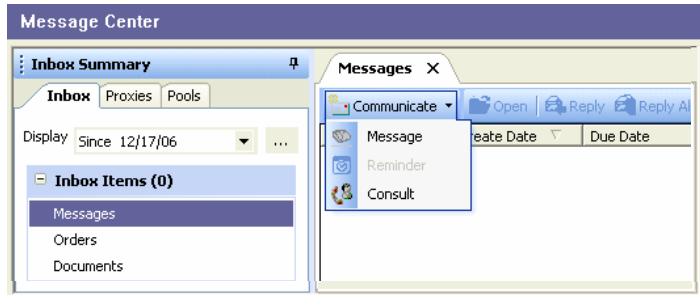 Message Center
Inbox Summary
Inbox Proxies Pools
Display Since 12/17/06 ...
Inbox Items (0)
Messages
Orders
Documents
Messages X
Communicate Open Reply Reply Al
Message
Reminder
Consult
reate Date Due Date